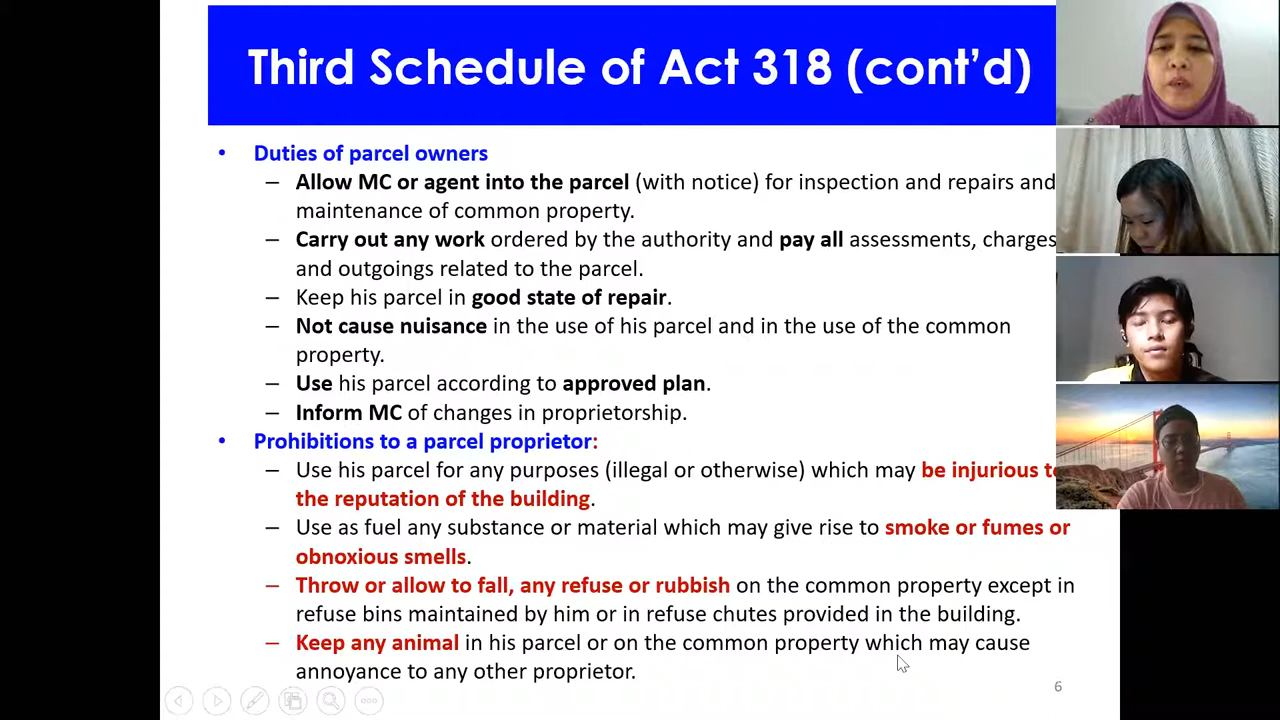 Third Schedule of Act 318 (cont'd)
• Duties of parcel owners
– Allow MC or agent into the parcel (with notice) for inspection and repairs and
maintenance of common property.
– Carry out any work ordered by the authority and pay all assessments, charges
and outgoings related to the parcel.
– Keep his parcel in good state of repair.
– Not cause nuisance in the use of his parcel and in the use of the common
property.
– Use his parcel according to approved plan.
– Inform MC of changes in proprietorship.
• Prohibitions to a parcel proprietor:
– Use his parcel for any purposes (illegal or otherwise) which may be injurious to
the reputation of the building.
– Use as fuel any substance or material which may give rise to smoke or fumes or
obnoxious smells.
– Throw or allow to fall, any refuse or rubbish on the common property except in
refuse bins maintained by him or in refuse chutes provided in the building.
– Keep any animal in his parcel or on the common property which may cause
annoyance to any other proprietor.
6